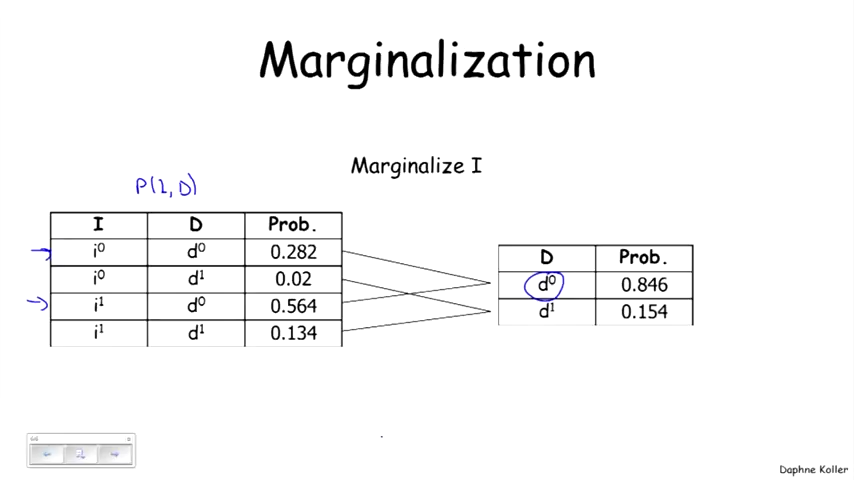 Marginalization
Marginalize I
P(I, D)
I D Prob.
i⁰ d⁰ 0.282
i⁰ d¹ 0.02
i¹ d⁰ 0.564
i¹ d¹ 0.134
D Prob.
d⁰ 0.846
d¹ 0.154
Daphne Koller